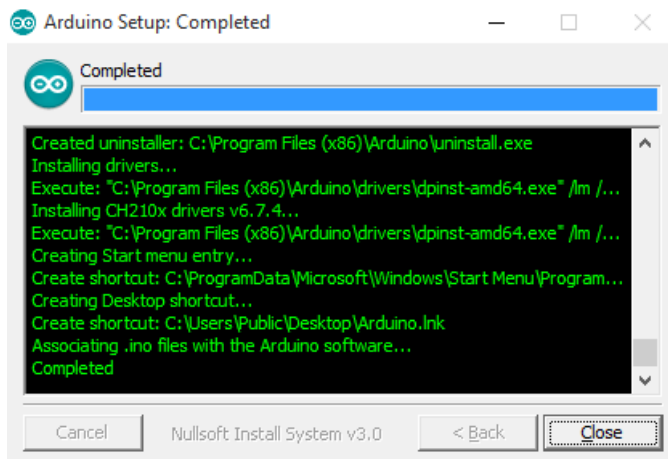 Arduino Setup: Completed
Completed
Created uninstaller: C:\Program Files (x86)\Arduino\uninstall.exe
Installing drivers...
Execute: "C:\Program Files (x86)\Arduino\drivers\dpinst-amd64.exe" /lm /...
Installing CH210x drivers v6.7.4...
Execute: "C:\Program Files (x86)\Arduino\drivers\dpinst-amd64.exe" /lm /...
Creating Start menu entry...
Create shortcut: C:\ProgramData\Microsoft\Windows\Start Menu\Program...
Creating Desktop shortcut...
Create shortcut: C:\Users\Public\Desktop\Arduino.lnk
Associating .ino files with the Arduino software...
Completed
Cancel Nullsoft Install System v3.0 < Back Close